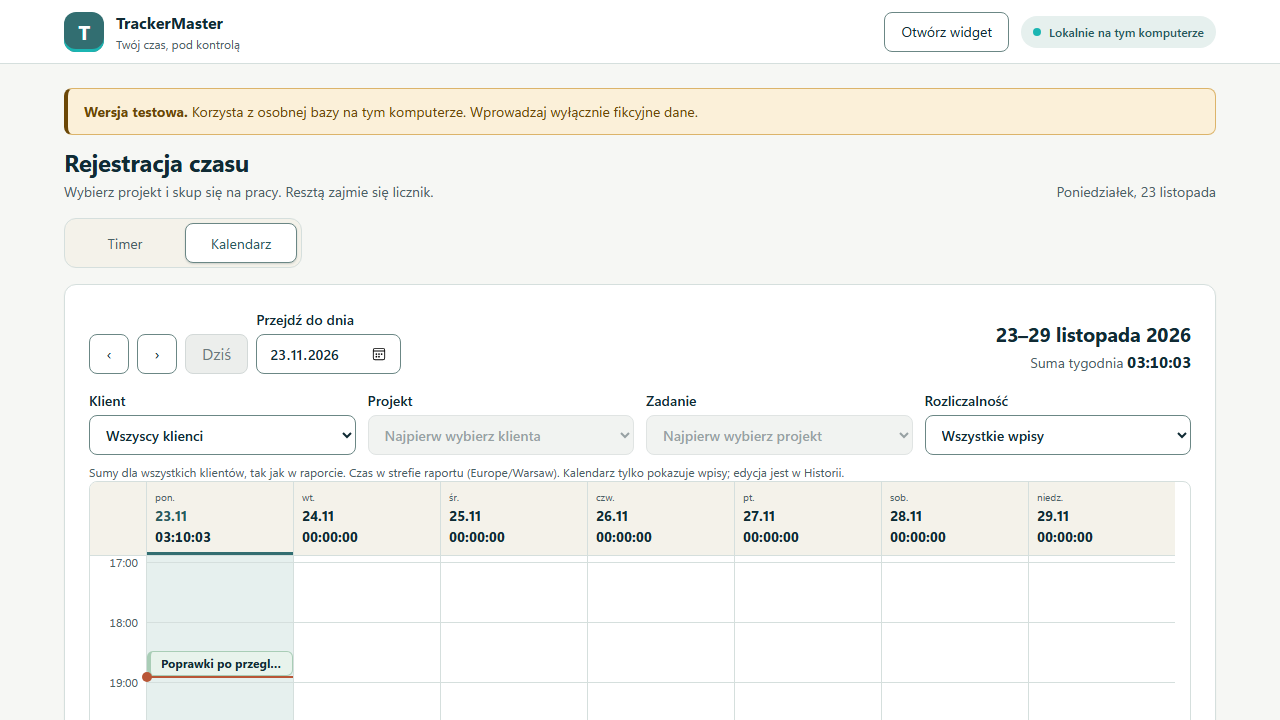 T
TrackerMaster
Twój czas, pod kontrolą
Otwórz widget
Lokalnie na tym komputerze
Wersja testowa. Korzysta z osobnej bazy na tym komputerze. Wprowadzaj wyłącznie fikcyjne dane.
Rejestracja czasu
Wybierz projekt i skup się na pracy. Resztą zajmie się licznik.
Poniedziałek, 23 listopada
Timer
Kalendarz
Przejdź do dnia
‹
›
Dziś
23.11.2026
23–29 listopada 2026
Suma tygodnia 03:10:03
Klient
Projekt
Zadanie
Rozliczalność
Wszyscy klienci
Najpierw wybierz klienta
Najpierw wybierz projekt
Wszystkie wpisy
Sumy dla wszystkich klientów, tak jak w raporcie. Czas w strefie raportu (Europe/Warsaw). Kalendarz tylko pokazuje wpisy; edycja jest w Historii.
pon.
23.11
03:10:03
wt.
24.11
00:00:00
śr.
25.11
00:00:00
czw.
26.11
00:00:00
pt.
27.11
00:00:00
sob.
28.11
00:00:00
niedz.
29.11
00:00:00
17:00
18:00
Poprawki po przegl...
19:00